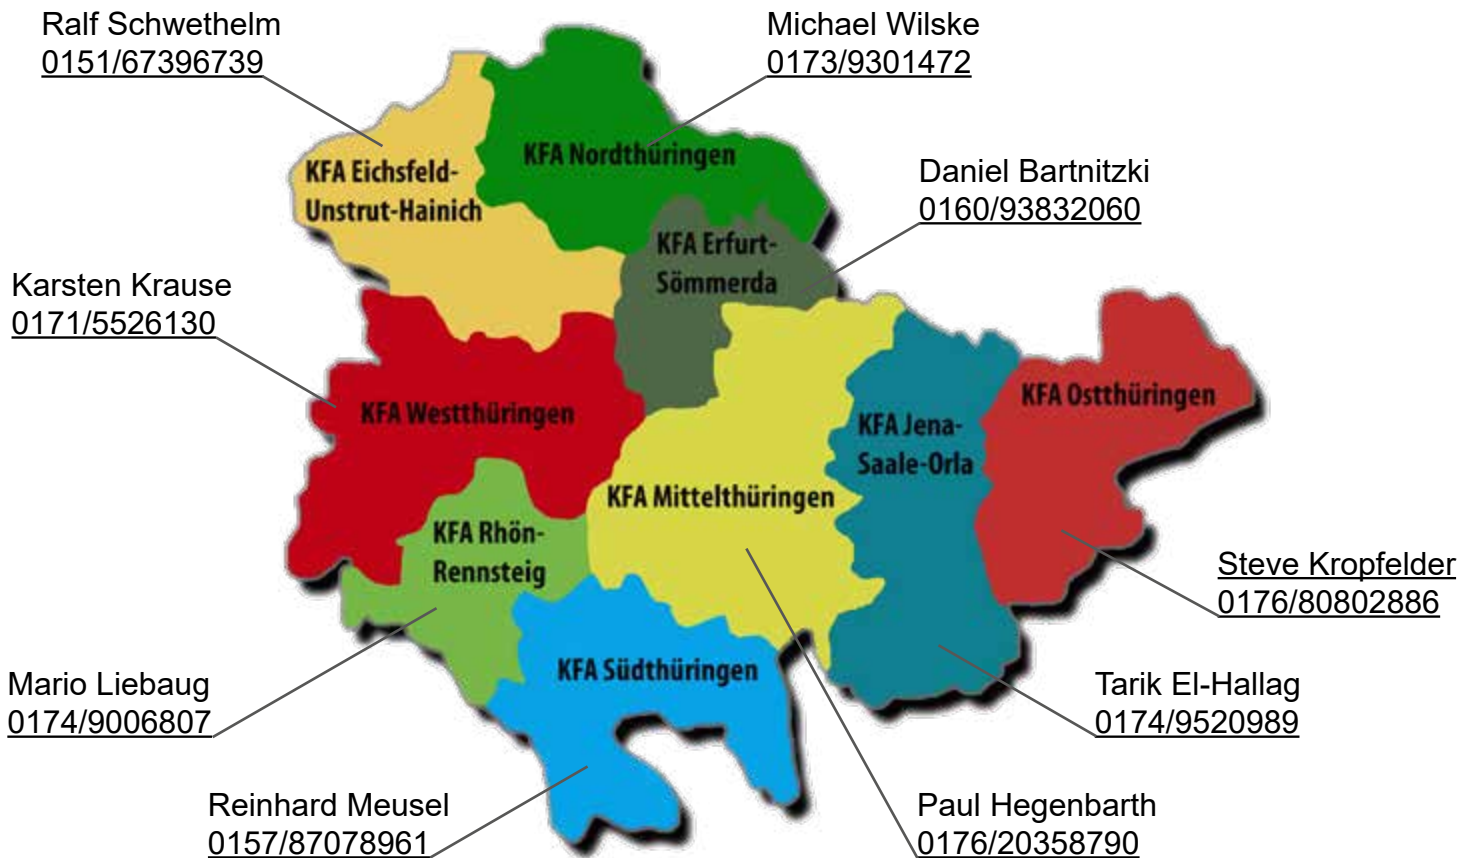 Ralf Schwethelm
0151/67396739
Michael Wilske
0173/9301472
KFA Nordthüringen
KFA Eichsfeld-
Unstrut-Hainich
Daniel Bartnitzki
0160/93832060
KFA Erfurt-
Sömmerda
Karsten Krause
0171/5526130
KFA Westthüringen
KFA Ostthüringen
KFA Jena-
Saale-Orla
KFA Mittelthüringen
KFA Rhön-
Rennsteig
Steve Kropfelder
0176/80802886
KFA Südthüringen
Mario Liebaug
0174/9006807
Tarik El-Hallag
0174/9520989
Reinhard Meusel
0157/87078961
Paul Hegenbarth
0176/20358790